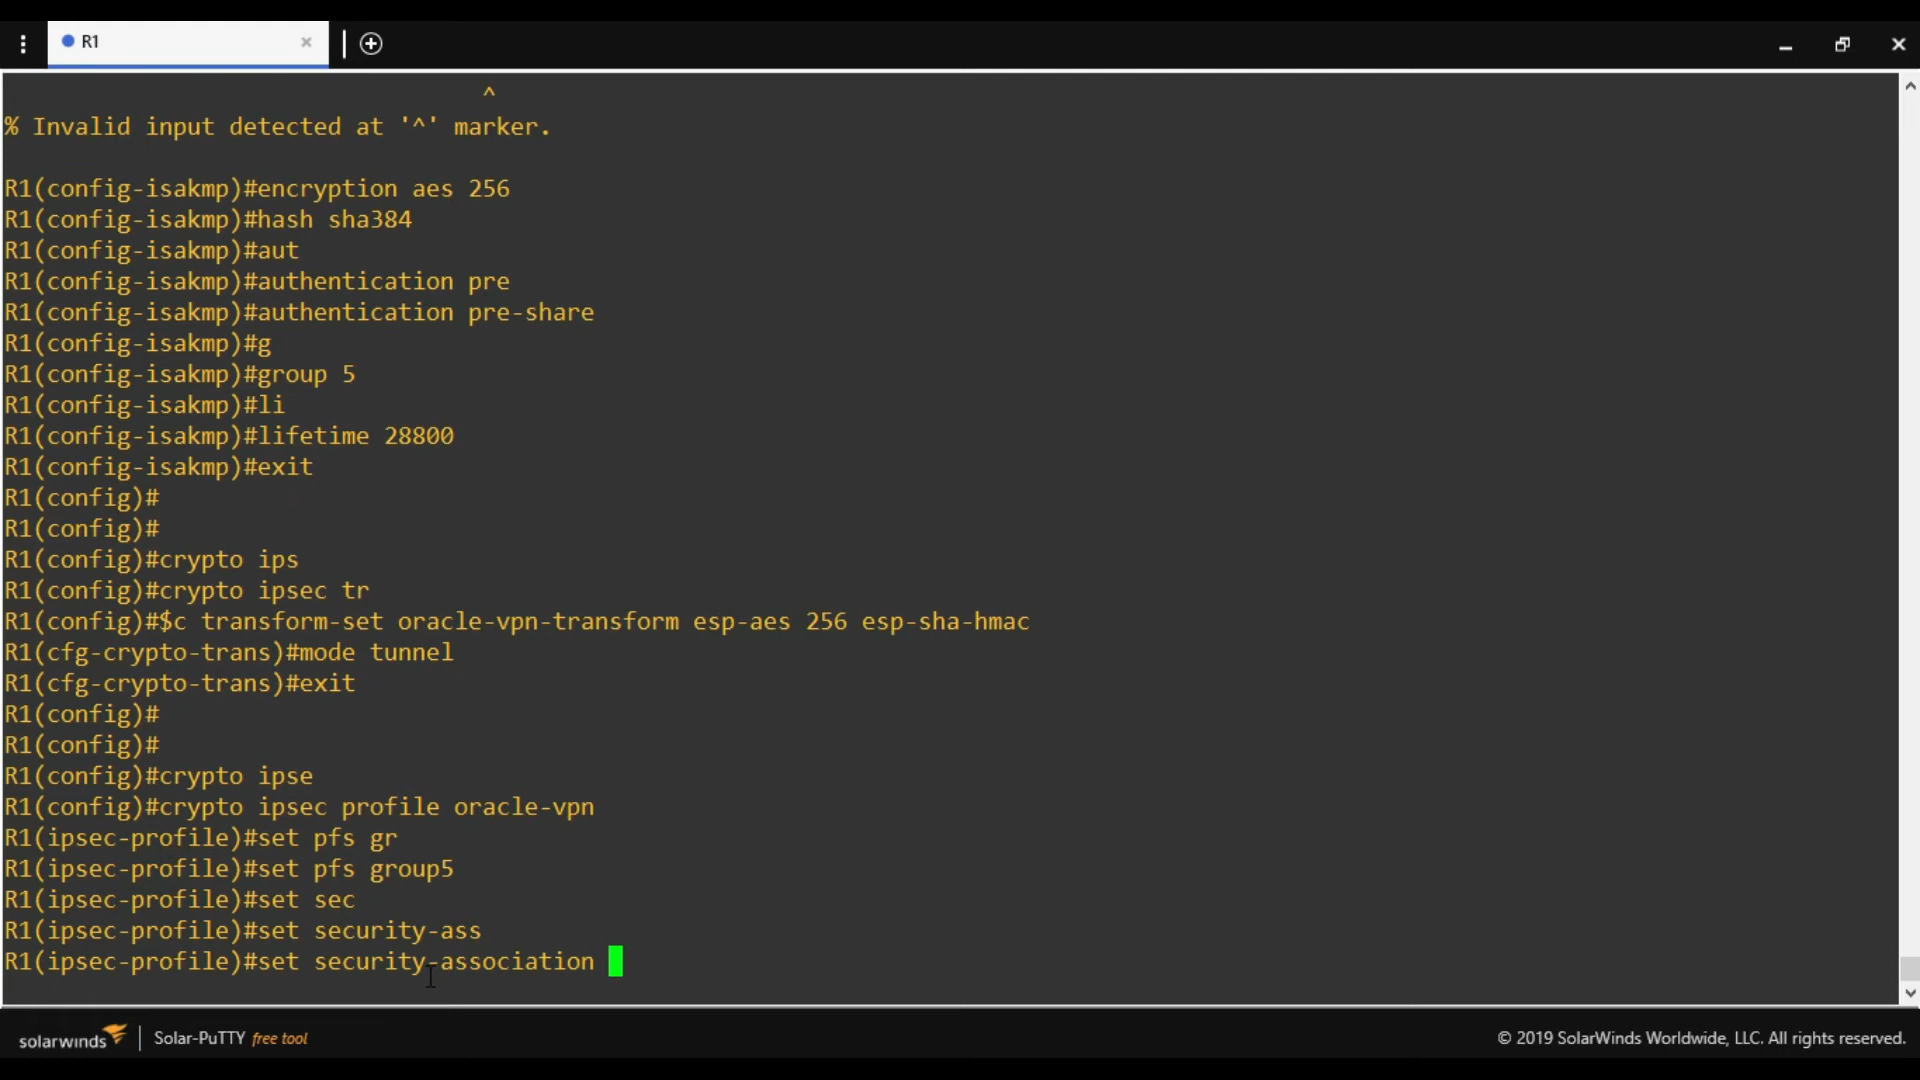 R1
^
% Invalid input detected at '^' marker.
R1(config-isakmp)#encryption aes 256
R1(config-isakmp)#hash sha384
R1(config-isakmp)#aut
R1(config-isakmp)#authentication pre
R1(config-isakmp)#authentication pre-share
R1(config-isakmp)#g
R1(config-isakmp)#group 5
R1(config-isakmp)#li
R1(config-isakmp)#lifetime 28800
R1(config-isakmp)#exit
R1(config)#
R1(config)#
R1(config)#crypto ips
R1(config)#crypto ipsec tr
R1(config)#$c transform-set oracle-vpn-transform esp-aes 256 esp-sha-hmac
R1(cfg-crypto-trans)#mode tunnel
R1(cfg-crypto-trans)#exit
R1(config)#
R1(config)#
R1(config)#crypto ipse
R1(config)#crypto ipsec profile oracle-vpn
R1(ipsec-profile)#set pfs gr
R1(ipsec-profile)#set pfs group5
R1(ipsec-profile)#set sec
R1(ipsec-profile)#set security-ass
R1(ipsec-profile)#set security-association
solarwinds | Solar-PuTTY free tool
© 2019 SolarWinds Worldwide, LLC. All rights reserved.